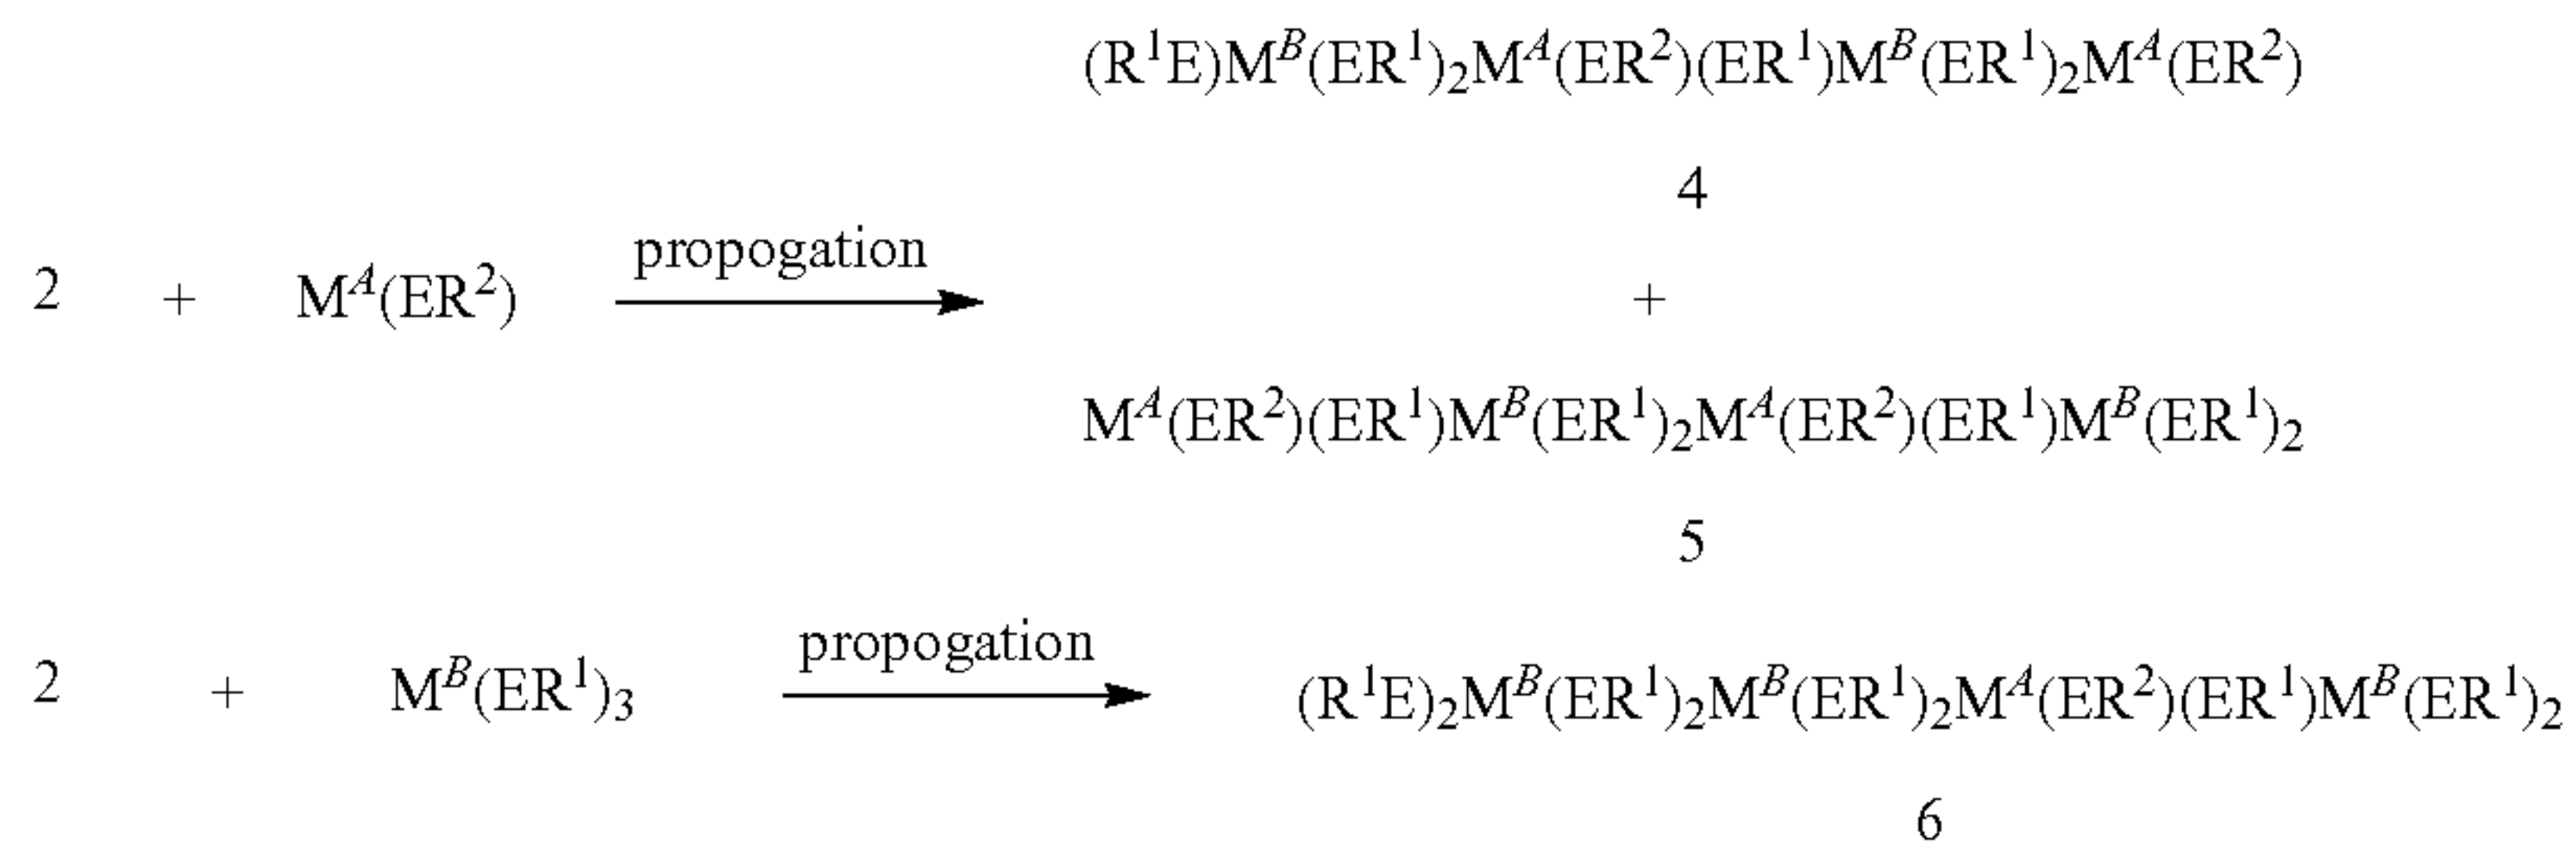 (R¹E)Mᴮ(ER¹)₂Mᴬ(ER²)(ER¹)Mᴮ(ER¹)₂Mᴬ(ER²)
4
2 + Mᴬ(ER²) propogation +
Mᴬ(ER²)(ER¹)Mᴮ(ER¹)₂Mᴬ(ER²)(ER¹)Mᴮ(ER¹)₂
5
2 + Mᴮ(ER¹)₃ propogation (R¹E)₂Mᴮ(ER¹)₂Mᴮ(ER¹)₂Mᴬ(ER²)(ER¹)Mᴮ(ER¹)₂
6